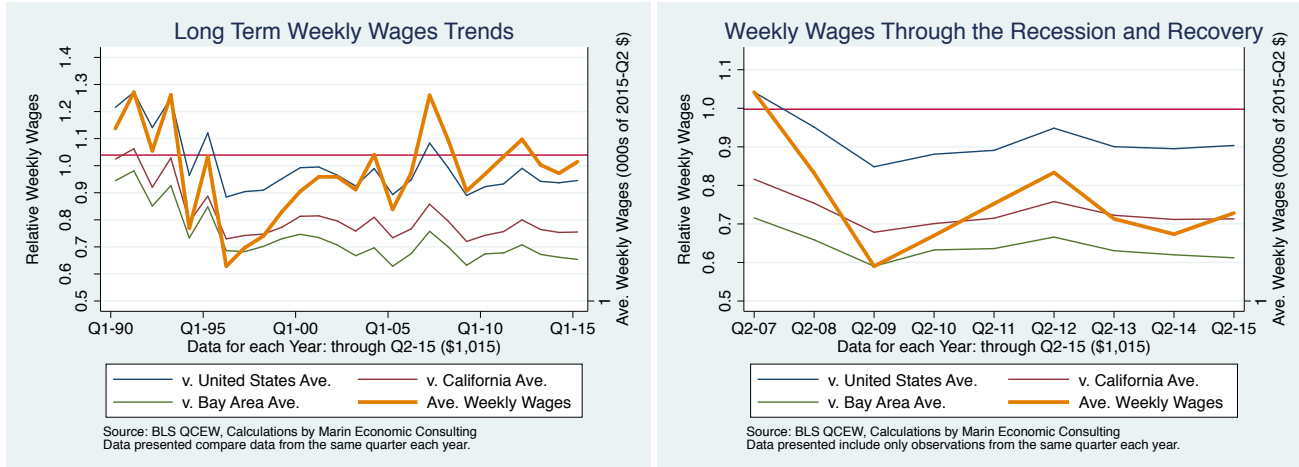 Long Term Weekly Wages Trends
Relative Weekly Wages
1.4
1.3
1.2
1.1
1.0
0.9
0.8
0.7
0.6
0.5
1
Ave. Weekly Wages (000s of 2015-Q2 $)
Q1-90 Q1-95 Q1-00 Q1-05 Q1-10 Q1-15
Data for each Year: through Q2-15 ($1,015)
v. United States Ave. v. California Ave.
v. Bay Area Ave. Ave. Weekly Wages
Source: BLS QCEW, Calculations by Marin Economic Consulting
Data presented compare data from the same quarter each year.
Weekly Wages Through the Recession and Recovery
Relative Weekly Wages
1.1
1.0
0.9
0.8
0.7
0.6
0.5
1
Ave. Weekly Wages (000s of 2015-Q2 $)
Q2-07 Q2-08 Q2-09 Q2-10 Q2-11 Q2-12 Q2-13 Q2-14 Q2-15
Data for each Year: through Q2-15 ($1,015)
v. United States Ave. v. California Ave.
v. Bay Area Ave. Ave. Weekly Wages
Source: BLS QCEW, Calculations by Marin Economic Consulting
Data presented include only observations from the same quarter each year.